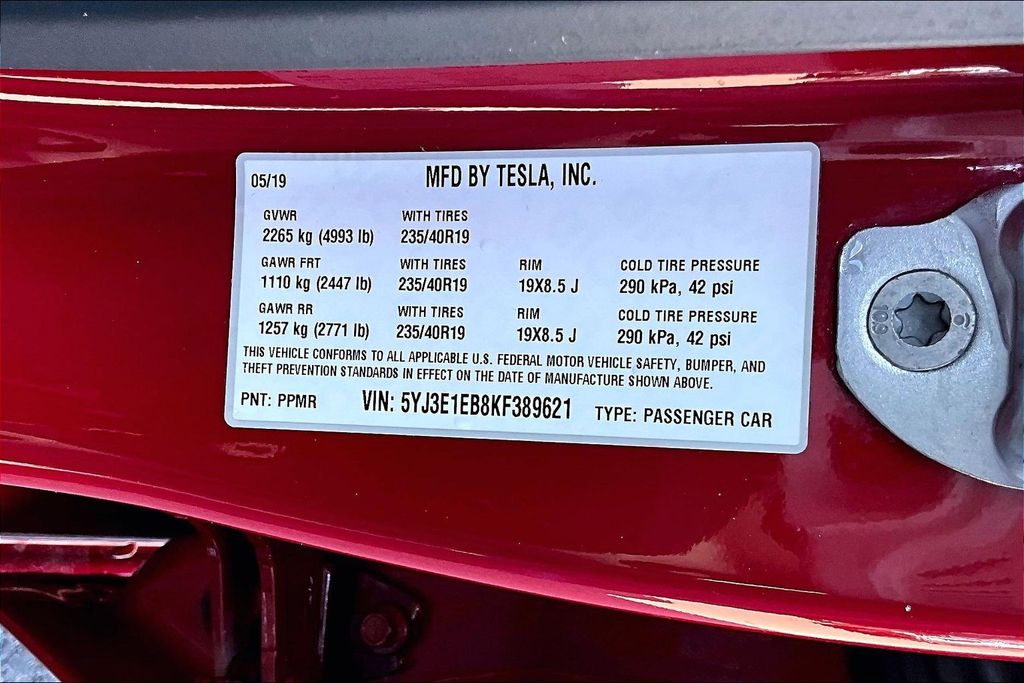 05/19 MFD BY TESLA, INC.
GVWR WITH TIRES
2265 kg (4993 lb) 235/40R19
GAWR FRT WITH TIRES RIM COLD TIRE PRESSURE
1110 kg (2447 lb) 235/40R19 19X8.5 J 290 kPa, 42 psi
GAWR RR WITH TIRES RIM COLD TIRE PRESSURE
1257 kg (2771 lb) 235/40R19 19X8.5 J 290 kPa, 42 psi
THIS VEHICLE CONFORMS TO ALL APPLICABLE U.S. FEDERAL MOTOR VEHICLE SAFETY, BUMPER, AND
THEFT PREVENTION STANDARDS IN EFFECT ON THE DATE OF MANUFACTURE SHOWN ABOVE.
PNT: PPMR VIN: 5YJ3E1EB8KF389621 TYPE: PASSENGER CAR